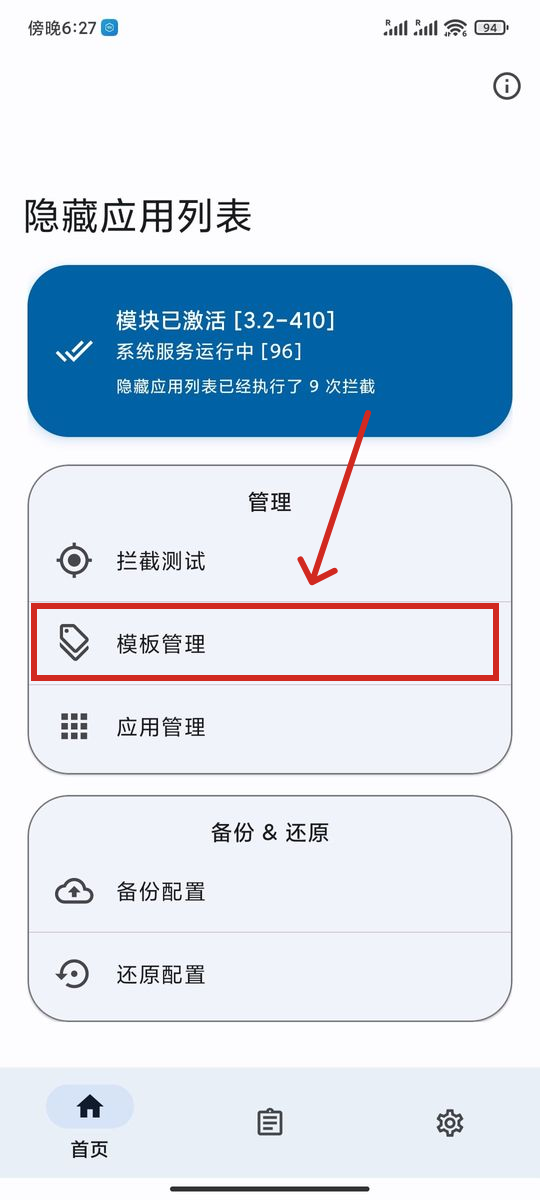 傍晚6:27
R R 6 94
隐藏应用列表
模块已激活 [3.2-410]
系统服务运行中 [96]
隐藏应用列表已经执行了 9 次拦截
管理
拦截测试
模板管理
应用管理
备份 & 还原
备份配置
还原配置
首页